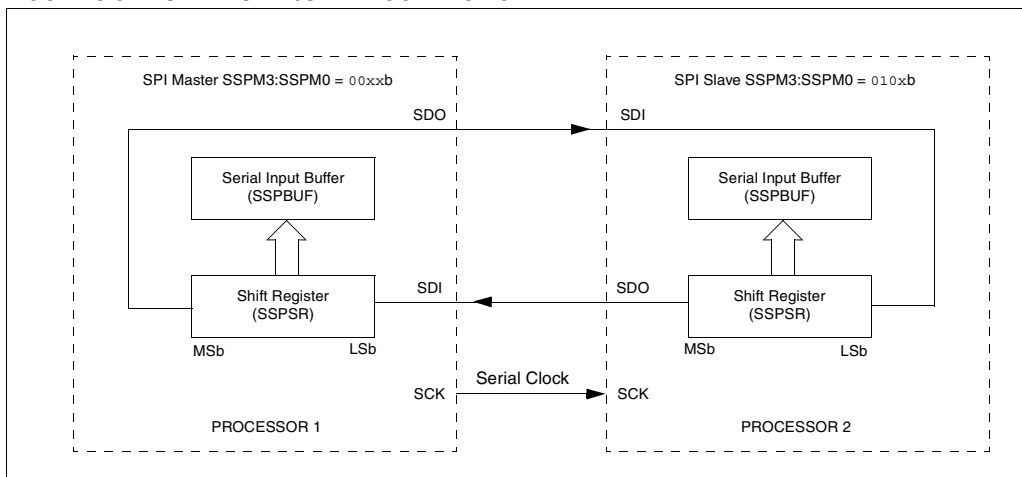 SPI Master SSPM3:SSPM0 = 00xxb
SDO
Serial Input Buffer
(SSPBUF)
Shift Register
(SSPSR)
MSb
LSb
SDI
SCK
PROCESSOR 1
Serial Clock
SPI Slave SSPM3:SSPM0 = 010xb
SDI
Serial Input Buffer
(SSPBUF)
SDO
Shift Register
(SSPSR)
MSb
LSb
SCK
PROCESSOR 2